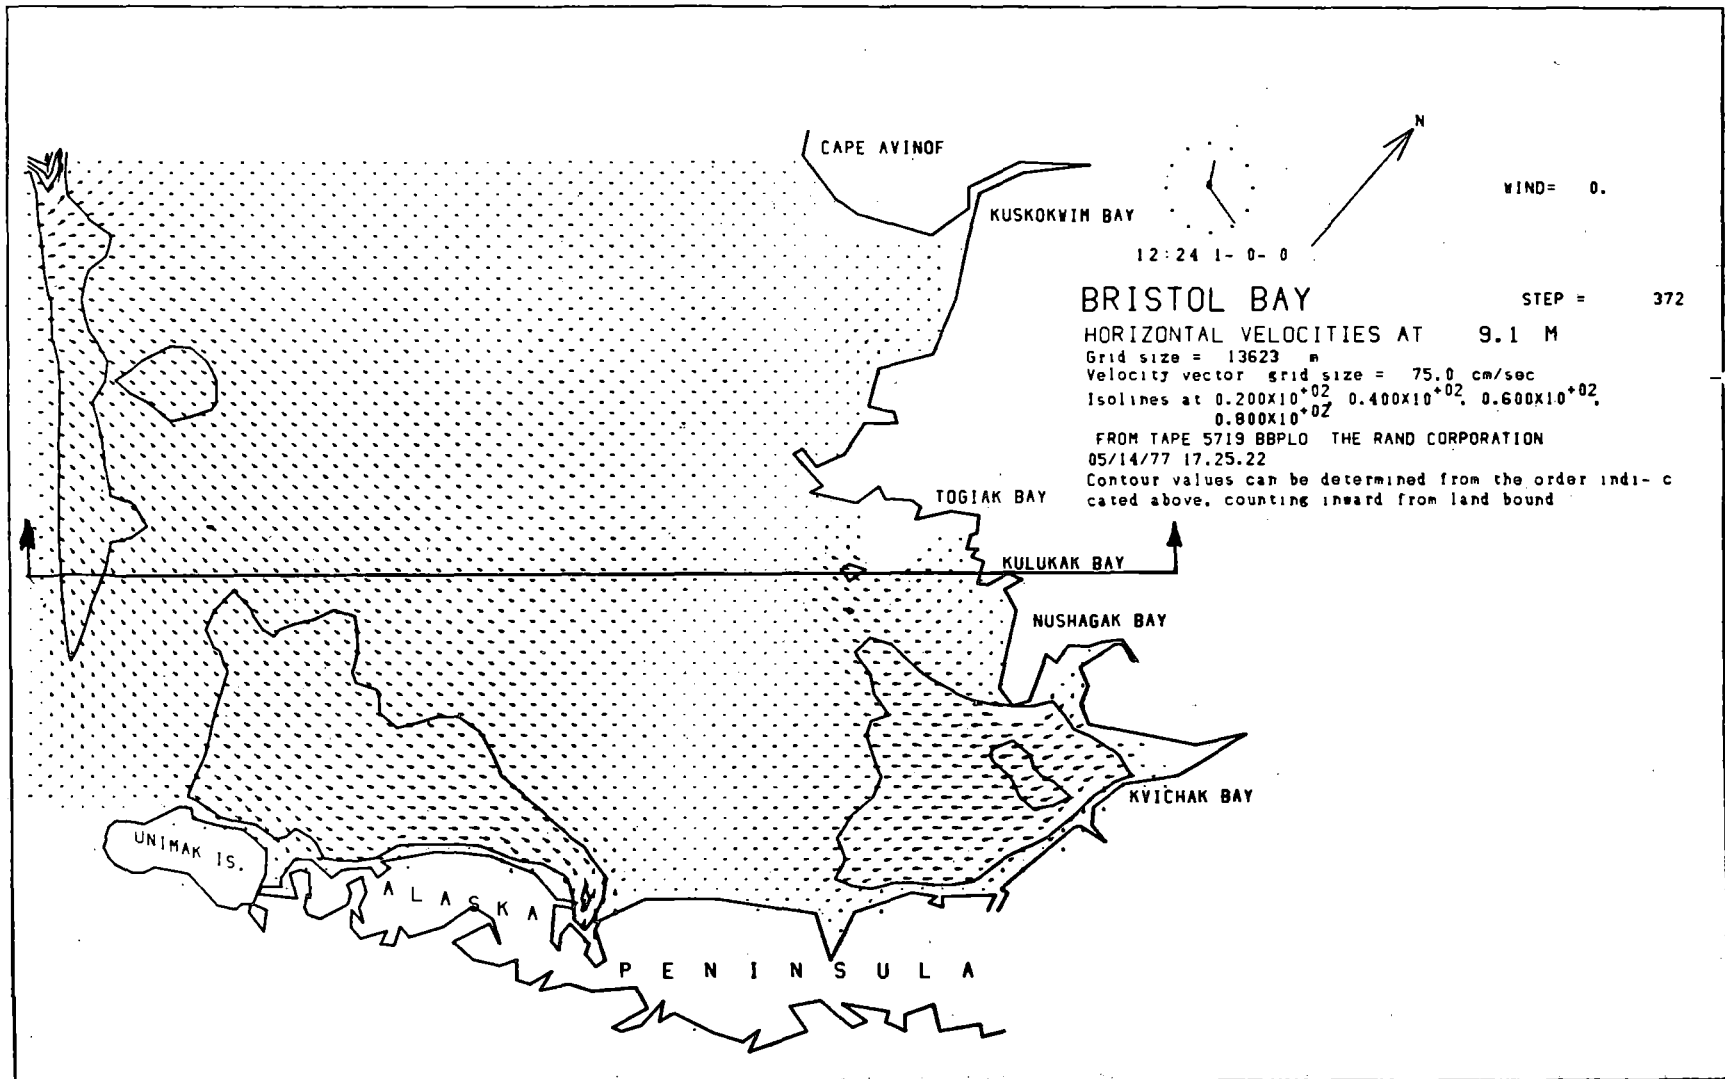 N
CAPE AVINOF
WIND= 0.
KUSKOKWIM BAY
12:24 1- 0- 0
BRISTOL BAY
STEP = 372
HORIZONTAL VELOCITIES AT 9.1 M
Grid size = 13623 m
Velocity vector grid size = 75.0 cm/sec
Isolines at 0.200X10+02, 0.400X10+02, 0.600X10+02,
0.800X10+02
FROM TAPE 5719 BBPLO THE RAND CORPORATION
05/14/77 17.25.22
Contour values can be determined from the order indi- c
cated above, counting inward from land bound
TOGIAK BAY
KULUKAK BAY
NUSHAGAK BAY
KVICHAK BAY
UNIMAK IS.
ALASKA
PENINSULA